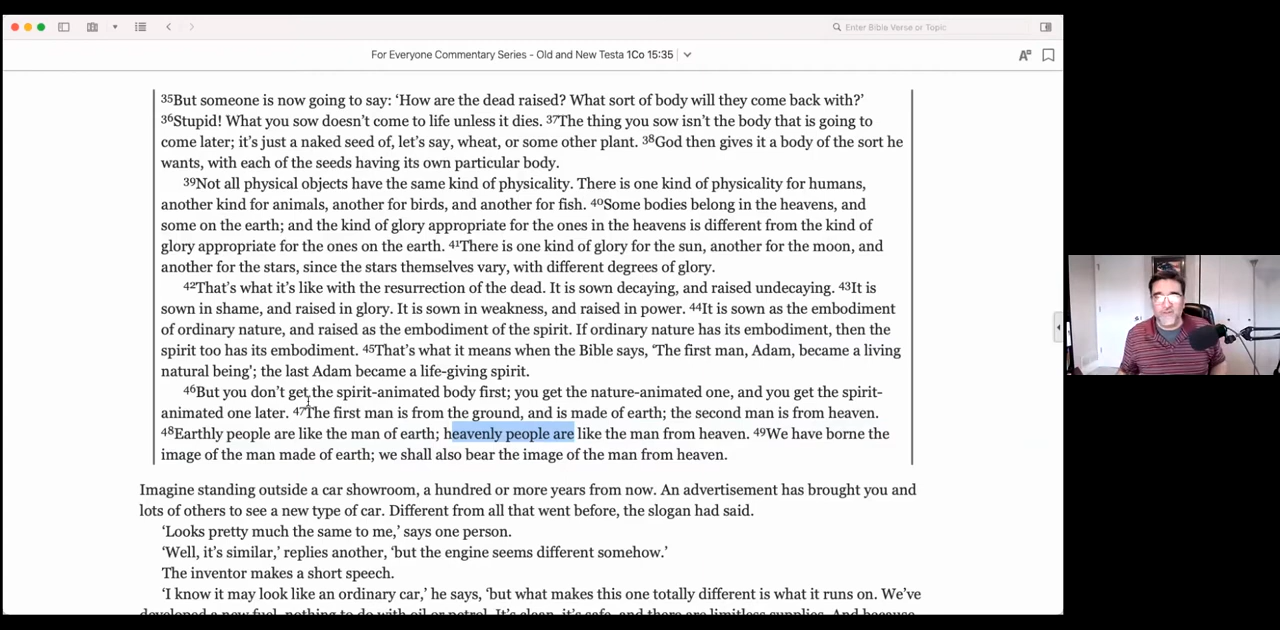 Enter Bible Verse or Topic
For Everyone Commentary Series - Old and New Testa 1Co 15:35
35But someone is now going to say: ‘How are the dead raised? What sort of body will they come back with?’
36Stupid! What you sow doesn’t come to life unless it dies. 37The thing you sow isn’t the body that is going to
come later; it’s just a naked seed of, let’s say, wheat, or some other plant. 38God then gives it a body of the sort he
wants, with each of the seeds having its own particular body.
39Not all physical objects have the same kind of physicality. There is one kind of physicality for humans,
another kind for animals, another for birds, and another for fish. 40Some bodies belong in the heavens, and
some on the earth; and the kind of glory appropriate for the ones in the heavens is different from the kind of
glory appropriate for the ones on the earth. 41There is one kind of glory for the sun, another for the moon, and
another for the stars, since the stars themselves vary, with different degrees of glory.
42That’s what it’s like with the resurrection of the dead. It is sown decaying, and raised undecaying. 43It is
sown in shame, and raised in glory. It is sown in weakness, and raised in power. 44It is sown as the embodiment
of ordinary nature, and raised as the embodiment of the spirit. If ordinary nature has its embodiment, then the
spirit too has its embodiment. 45That’s what it means when the Bible says, ‘The first man, Adam, became a living
natural being’; the last Adam became a life-giving spirit.
46But you don’t get the spirit-animated body first; you get the nature-animated one, and you get the spirit-
animated one later. 47The first man is from the ground, and is made of earth; the second man is from heaven.
48Earthly people are like the man of earth; heavenly people are like the man from heaven. 49We have borne the
image of the man made of earth; we shall also bear the image of the man from heaven.
Imagine standing outside a car showroom, a hundred or more years from now. An advertisement has brought you and
lots of others to see a new type of car. Different from all that went before, the slogan had said.
‘Looks pretty much the same to me,’ says one person.
‘Well, it’s similar,’ replies another, ‘but the engine seems different somehow.’
The inventor makes a short speech.
‘I know it may look like an ordinary car,’ he says, ‘but what makes this one totally different is what it runs on. We’ve
developed a new fuel, nothing to do with oil or petrol. It’s clean, it’s safe, and there are limitless supplies. And because